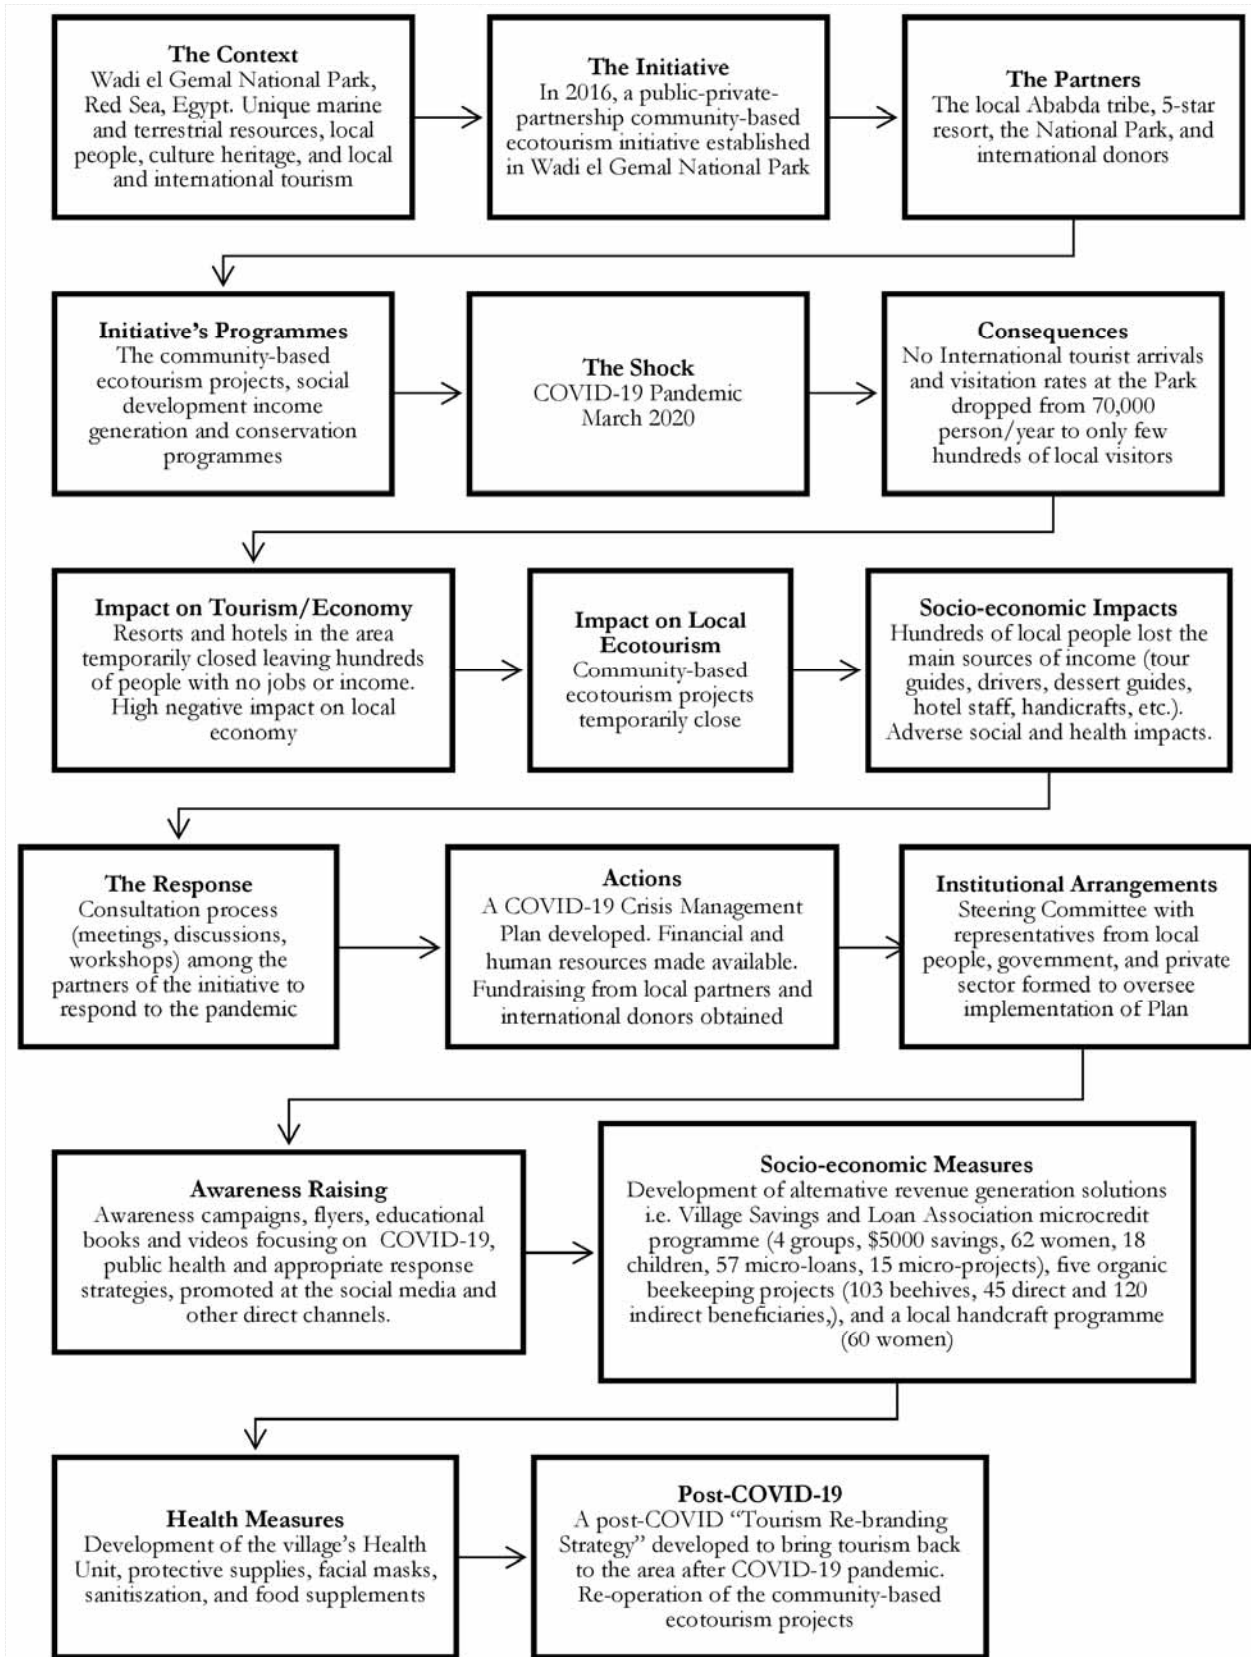 The Context
Wadi el Gemal National Park,
Red Sea, Egypt. Unique marine
and terrestrial resources, local
people, culture heritage, and local
and international tourism
The Initiative
In 2016, a public-private-
partnership community-based
ecotourism initiative established
in Wadi el Gemal National Park
The Partners
The local Ababda tribe, 5-star
resort, the National Park, and
international donors
Initiative's Programmes
The community-based
ecotourism projects, social
development income
generation and conservation
programmes
The Shock
COVID-19 Pandemic
March 2020
Consequences
No International tourist arrivals
and visitation rates at the Park
dropped from 70,000
person/year to only few
hundreds of local visitors
Impact on Tourism/Economy
Resorts and hotels in the area
temporarily closed leaving hundreds
of people with no jobs or income.
High negative impact on local
economy
Impact on Local
Ecotourism
Community-based
ecotourism projects
temporarily close
Socio-economic Impacts
Hundreds of local people lost the
main sources of income (tour
guides, drivers, dessert guides,
hotel staff, handicrafts, etc.).
Adverse social and health impacts.
The Response
Consultation process
(meetings, discussions,
workshops) among the
partners of the initiative to
respond to the pandemic
Actions
A COVID-19 Crisis Management
Plan developed. Financial and
human resources made available.
Fundraising from local partners and
international donors obtained
Institutional Arrangements
Steering Committee with
representatives from local
people, government, and private
sector formed to oversee
implementation of Plan
Awareness Raising
Awareness campaigns, flyers, educational
books and videos focusing on COVID-19,
public health and appropriate response
strategies, promoted at the social media and
other direct channels.
Socio-economic Measures
Development of alternative revenue generation solutions
i.e. Village Savings and Loan Association microcredit
programme (4 groups, $5000 savings, 62 women, 18
children, 57 micro-loans, 15 micro-projects), five organic
beekeeping projects (103 beehives, 45 direct and 120
indirect beneficiaries,), and a local handcraft programme
(60 women)
Health Measures
Development of the village's Health
Unit, protective supplies, facial masks,
sanitiszation, and food supplements
Post-COVID-19
A post-COVID "Tourism Re-branding
Strategy" developed to bring tourism back
to the area after COVID-19 pandemic.
Re-operation of the community-based
ecotourism projects